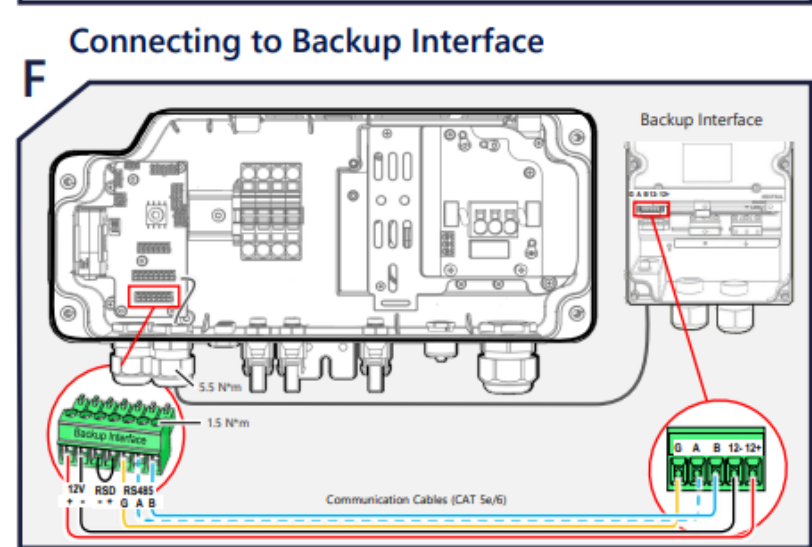 Connecting to Backup Interface
F
Backup Interface
G A B 12- 12+
5.5 N*m
1.5 N*m
Backup Interface
G A B 12- 12+
12V RSD RS485
+ - - + G A B
Communication Cables (CAT 5e/6)